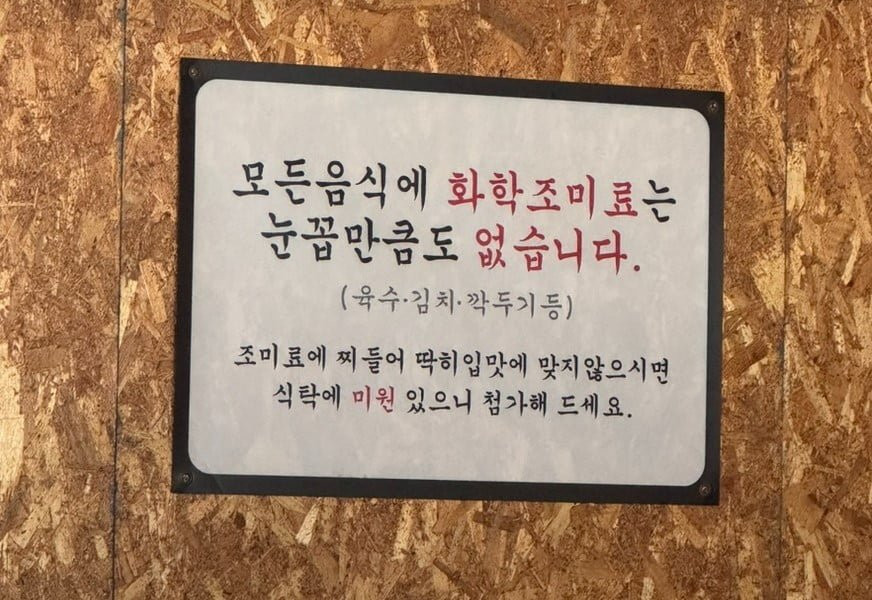 모든음식에 화학조미료는
눈꼽만큼도 없습니다.
(육수·김치·깍두기등)
조미료에 찌들어 딱히입맛에 맞지않으시면
식탁에 미원 있으니 첨가해 드세요.